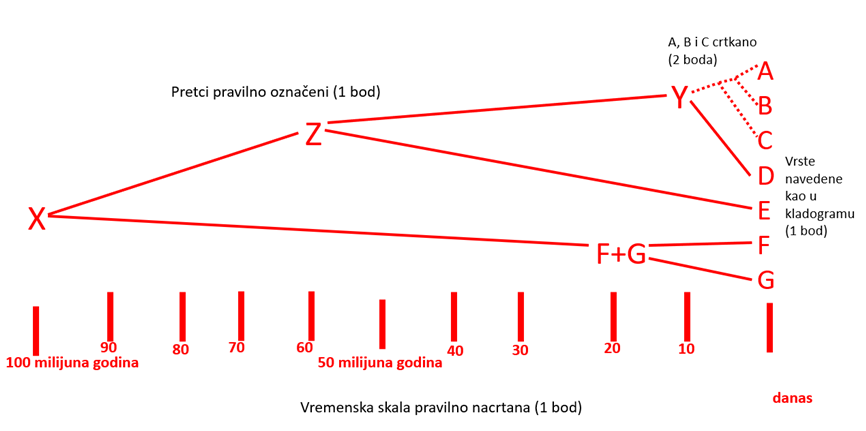 A, B i C crtkano
(2 boda)
Pretci pravilno označeni (1 bod)
A
Y
B
Z
C
Vrste
navedene
kao u
kladogramu
(1 bod)
D
E
X
F
F+G
G
90
80
70
60
40
30
20
10
100 milijuna godina
50 milijuna godina
danas
Vremenska skala pravilno nacrtana (1 bod)